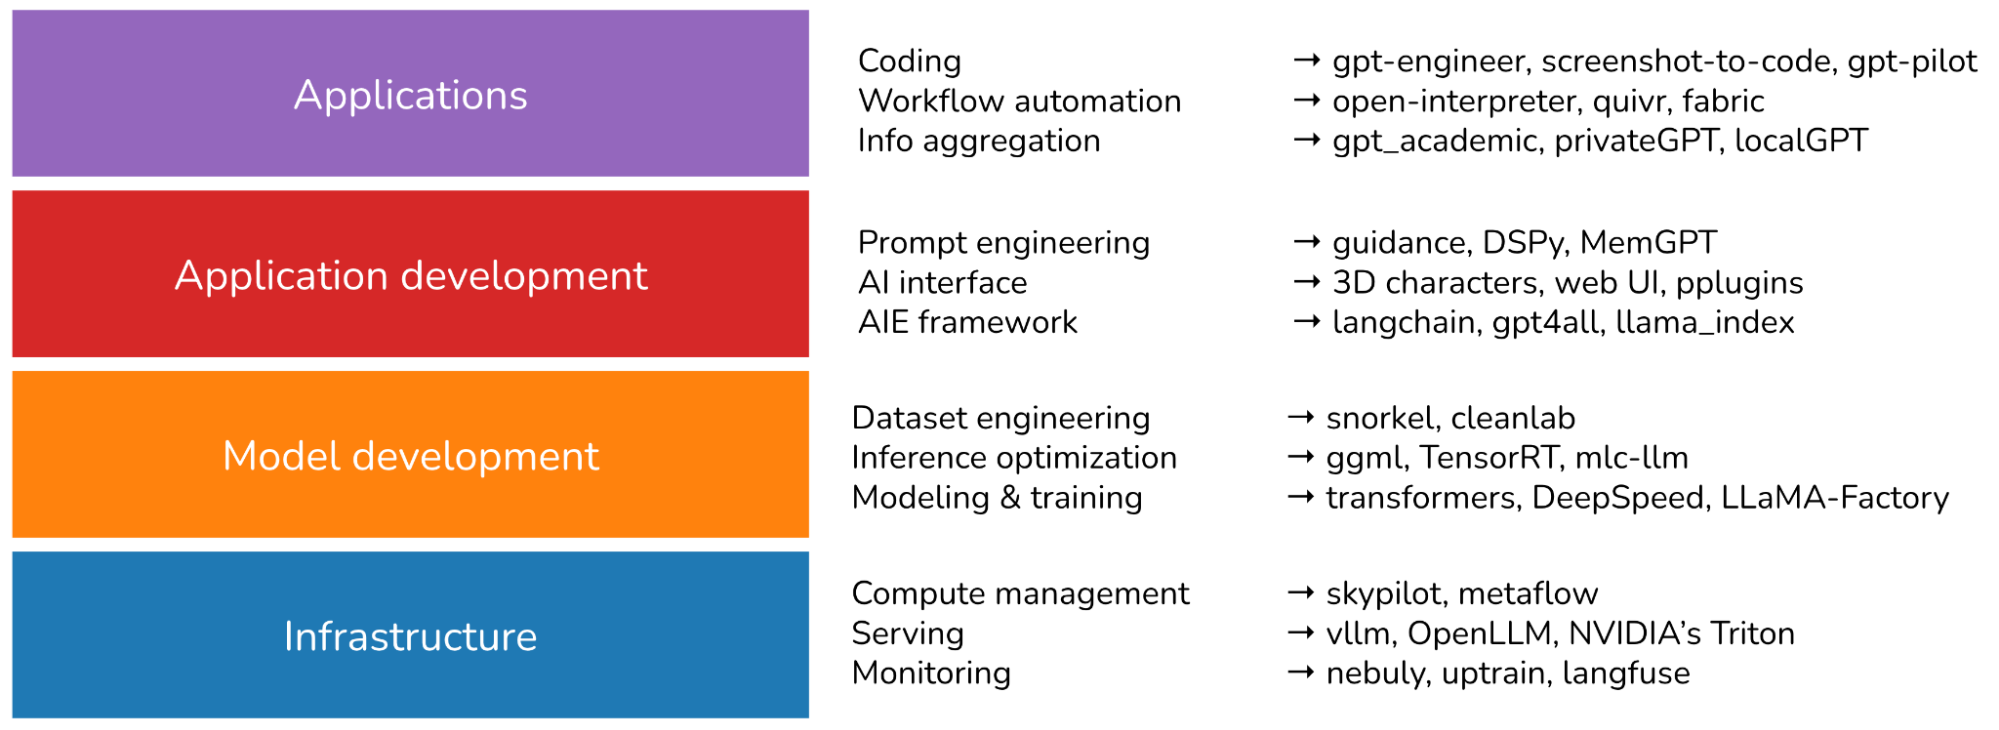 Applications
Coding → gpt-engineer, screenshot-to-code, gpt-pilot
Workflow automation → open-interpreter, quivr, fabric
Info aggregation → gpt_academic, privateGPT, localGPT
Application development
Prompt engineering → guidance, DSPy, MemGPT
AI interface → 3D characters, web UI, pplugins
AIE framework → langchain, gpt4all, llama_index
Model development
Dataset engineering → snorkel, cleanlab
Inference optimization → ggml, TensorRT, mlc-llm
Modeling & training → transformers, DeepSpeed, LLaMA-Factory
Infrastructure
Compute management → skypilot, metaflow
Serving → vllm, OpenLLM, NVIDIA’s Triton
Monitoring → nebuly, uptrain, langfuse